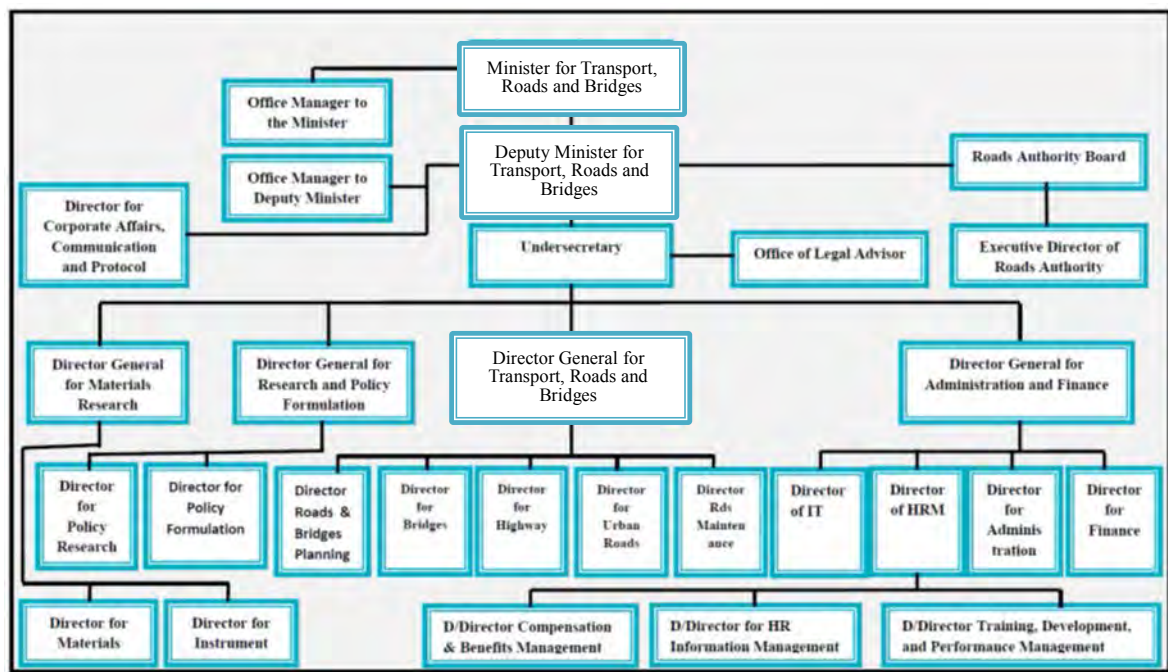 Minister for Transport,
Roads and Bridges
Office Manager to
the Minister
Deputy Minister for
Transport, Roads and
Bridges
Roads Authority Board
Office Manager to
Deputy Minister
Director for
Corporate Affairs,
Communication
and Protocol
Undersecretary
Office of Legal Advisor
Executive Director of
Roads Authority
Director General
for Materials
Research
Director General for
Research and Policy
Formulation
Director General for
Transport, Roads and
Bridges
Director General for
Administration and Finance
Director
for
Policy
Research
Director for
Policy
Formulation
Director
Roads &
Bridges
Planning
Director
for
Bridges
Director
for
Highway
Director
for
Urban
Roads
Director
Rds
Mainten
ance
Director
of IT
Director
of HRM
Director
for
Adminis
tration
Director
for
Finance
Director for
Materials
Director for
Instrument
D/Director Compensation
& Benefits Management
D/Director for HR
Information Management
D/Director Training, Development,
and Performance Management